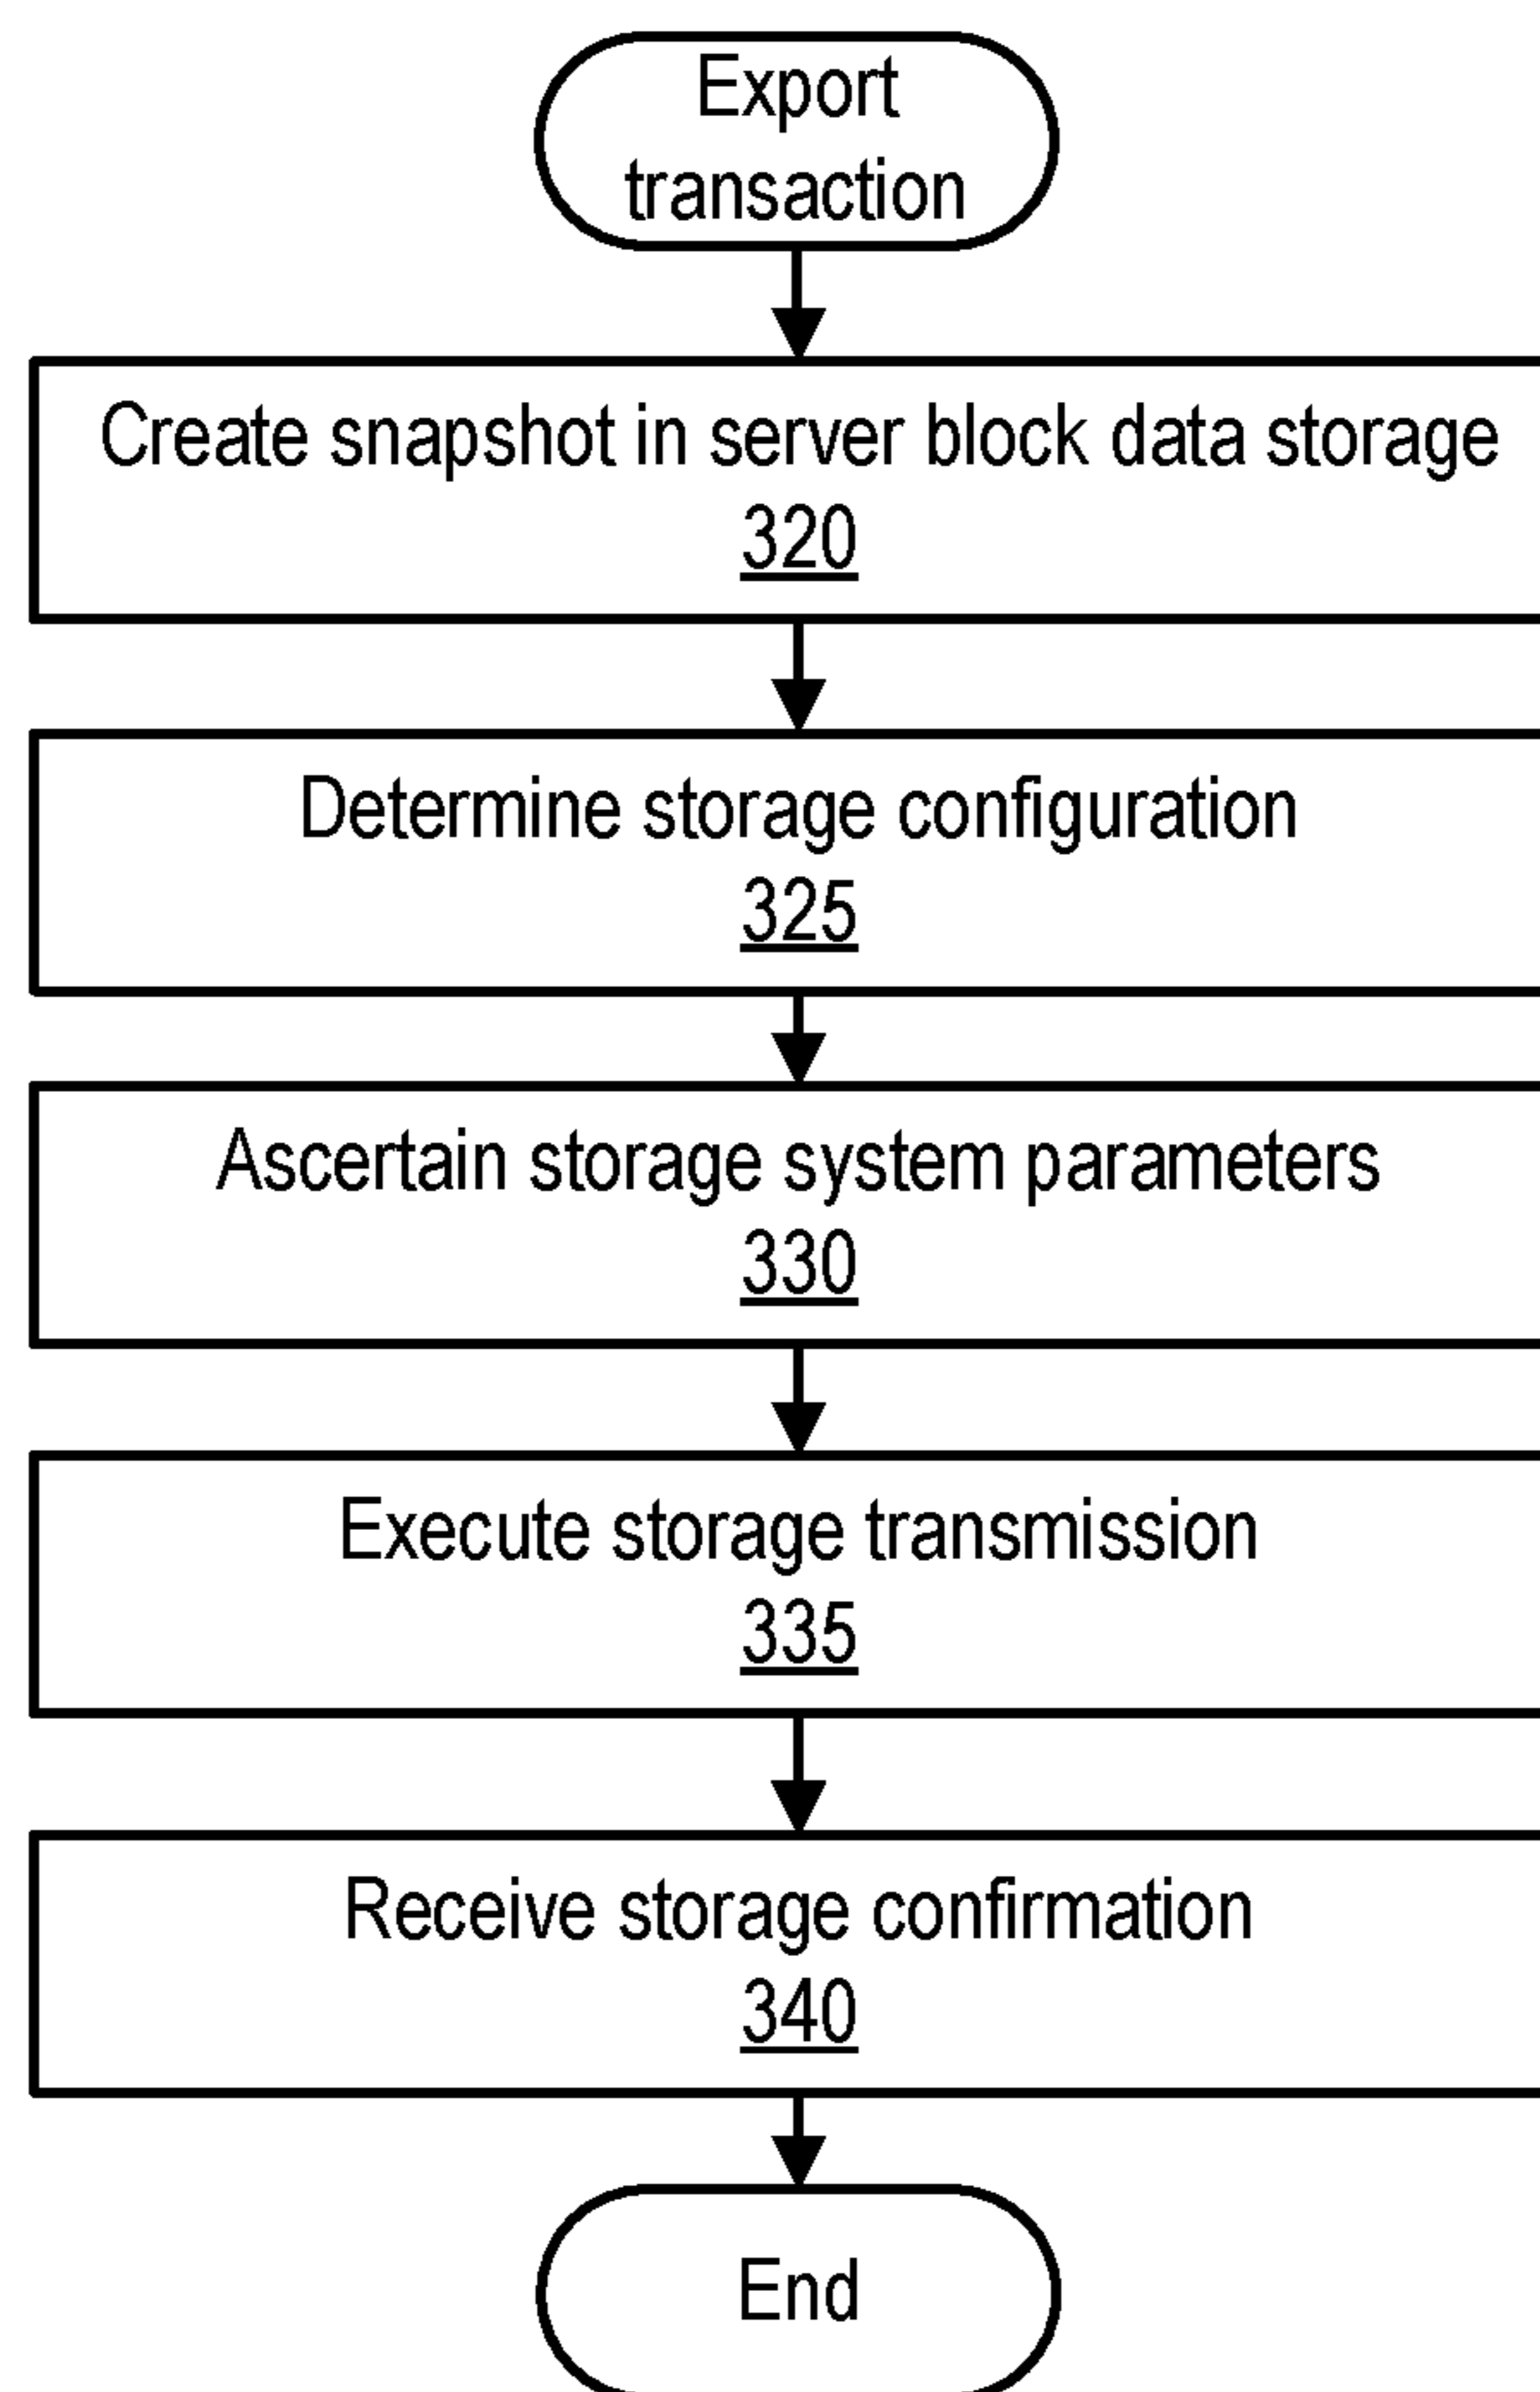 Export
transaction
Create snapshot in server block data storage
320
Determine storage configuration
325
Ascertain storage system parameters
330
Execute storage transmission
335
Receive storage confirmation
340
End